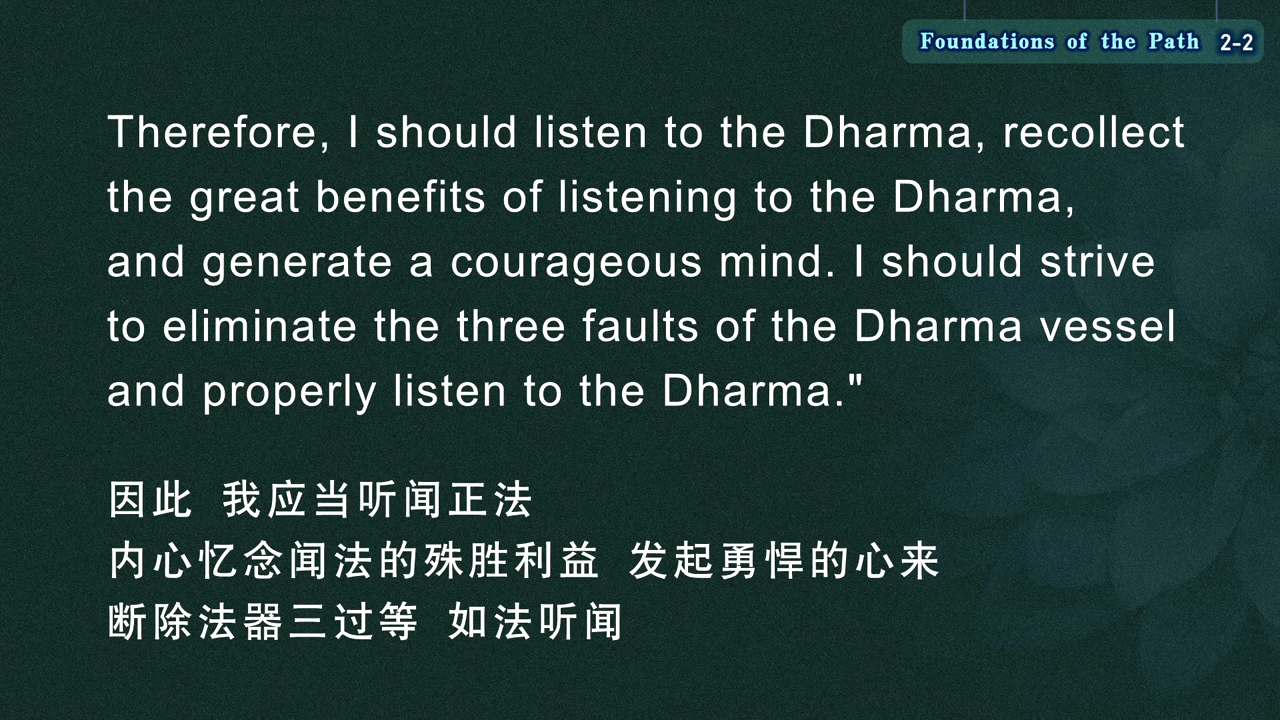 Foundations of the Path 2-2
Therefore, I should listen to the Dharma, recollect
the great benefits of listening to the Dharma,
and generate a courageous mind. I should strive
to eliminate the three faults of the Dharma vessel
and properly listen to the Dharma."
因此 我应当听闻正法
内心忆念闻法的殊胜利益 发起勇悍的心来
断除法器三过等 如法听闻